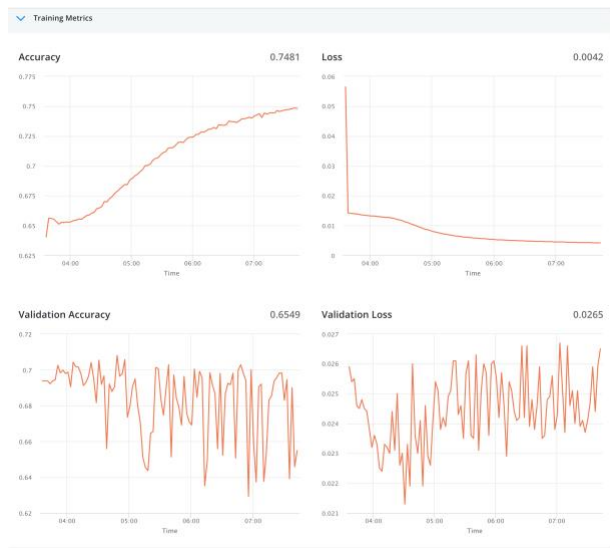 Training Metrics
Accuracy 0.7481
0.775
0.75
0.725
0.7
0.675
0.65
0.625
04:00 05:00 06:00 07:00
Time
Loss 0.0042
0.06
0.05
0.04
0.03
0.02
0.01
0
04:00 05:00 06:00 07:00
Time
Validation Accuracy 0.6549
0.72
0.7
0.68
0.66
0.64
0.62
04:00 05:00 06:00 07:00
Time
Validation Loss 0.0265
0.027
0.026
0.025
0.024
0.023
0.022
0.021
04:00 05:00 06:00 07:00
Time